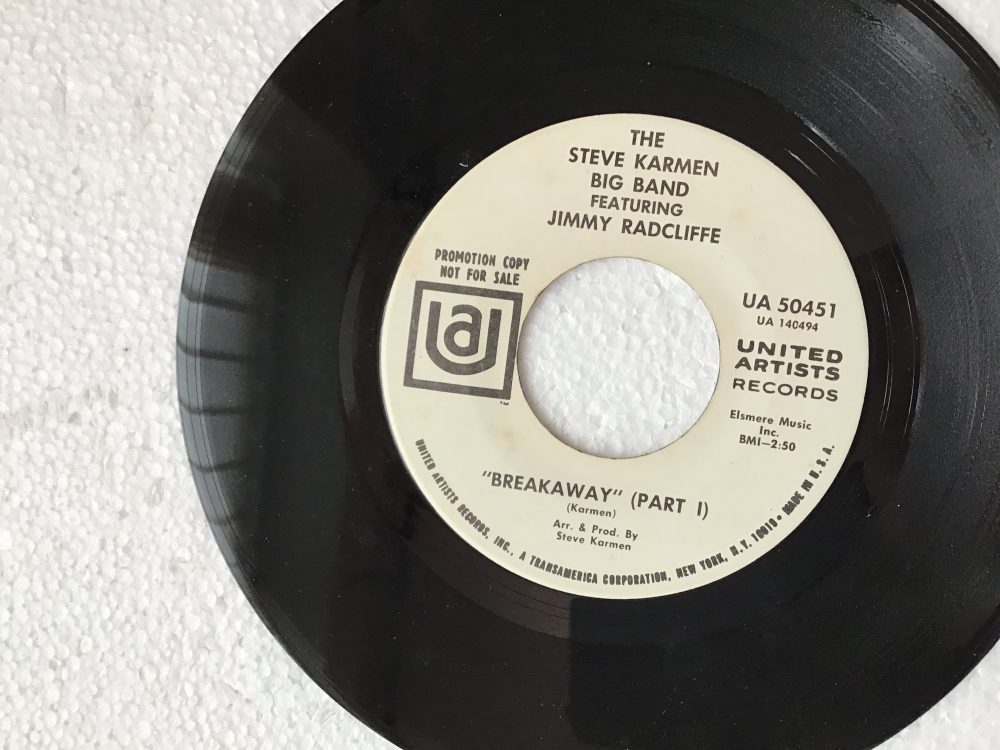 THE
STEVE KARMEN
BIG BAND
FEATURING
JIMMY RADCLIFFE
PROMOTION COPY
NOT FOR SALE
UA
TM
UA 50451
UA 140494
UNITED
ARTISTS
RECORDS
Elsmere Music
Inc.
BMI—2:50
"BREAKAWAY" (PART I)
(Karmen)
Arr. & Prod. By
Steve Karmen
UNITED ARTISTS RECORDS, INC., A TRANSAMERICA CORPORATION, NEW YORK, N.Y. 10019 • MADE IN U. S. A.